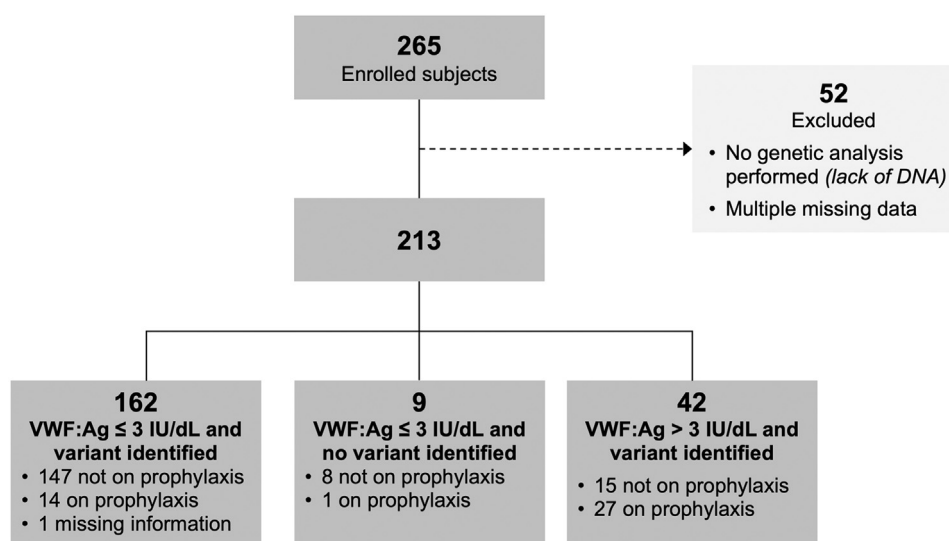 265
Enrolled subjects
52
Excluded
• No genetic analysis
performed (lack of DNA)
• Multiple missing data
213
162
VWF:Ag ≤ 3 IU/dL and
variant identified
• 147 not on prophylaxis
• 14 on prophylaxis
• 1 missing information
9
VWF:Ag ≤ 3 IU/dL and
no variant identified
• 8 not on prophylaxis
• 1 on prophylaxis
42
VWF:Ag > 3 IU/dL and
variant identified
• 15 not on prophylaxis
• 27 on prophylaxis